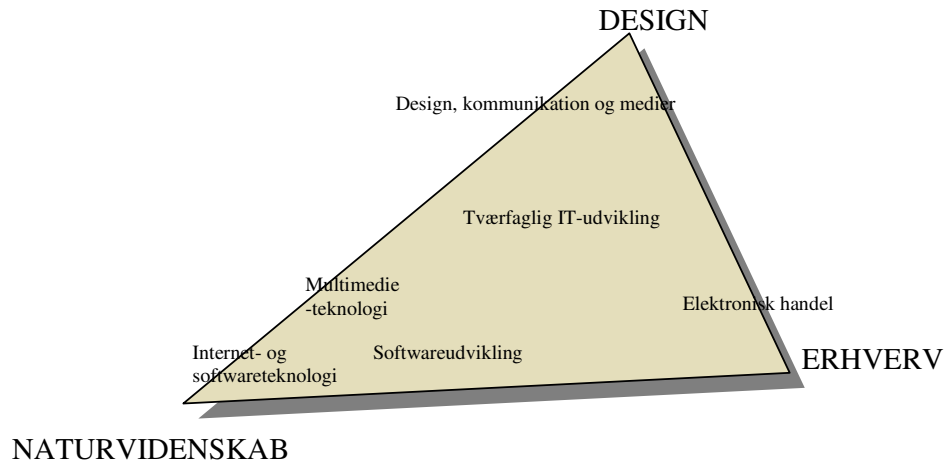 DESIGN
Design, kommunikation og medier
Tværfaglig IT-udvikling
Multimedie
-teknologi
Elektronisk handel
Internet- og
softwareteknologi
Softwareudvikling
ERHVERV
NATURVIDENSKAB